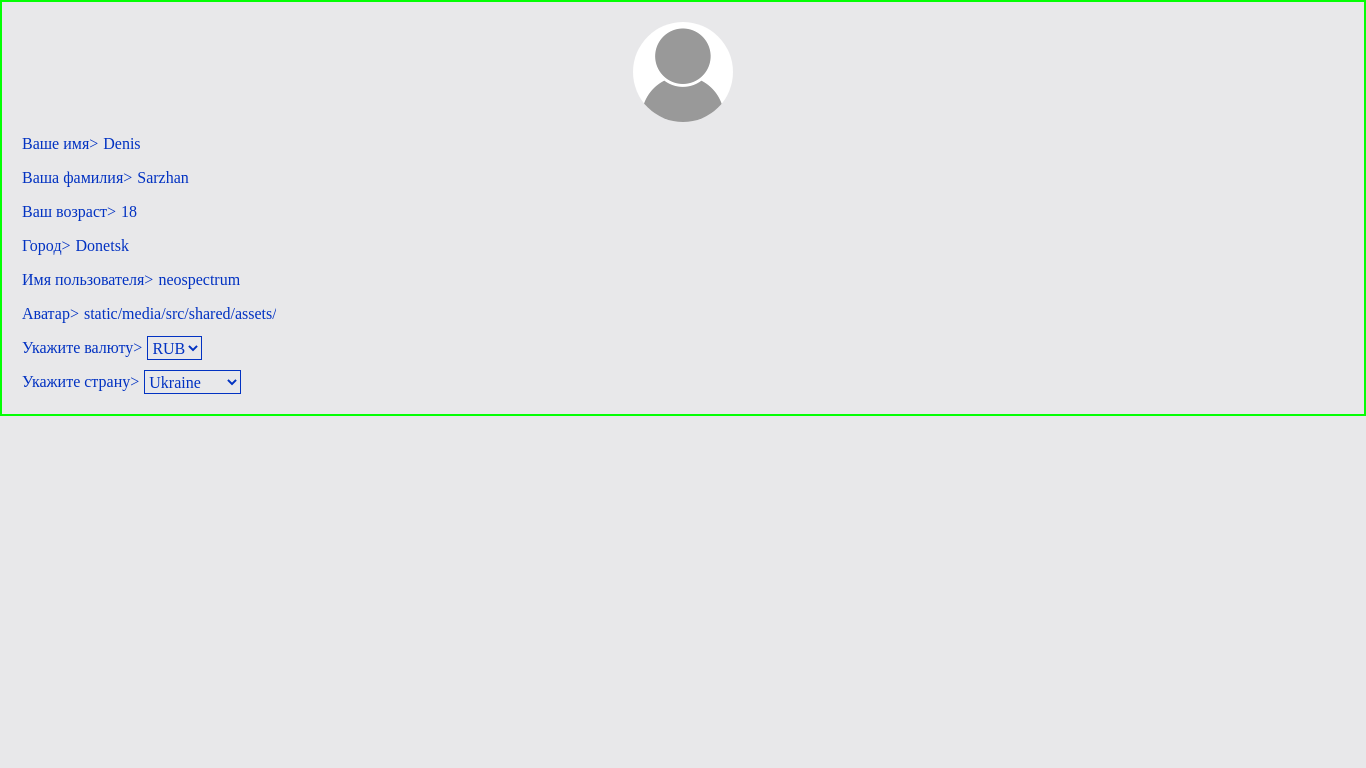 Ваше имя> Denis
Ваша фамилия> Sarzhan
Ваш возраст> 18
Город> Donetsk
Имя пользователя> neospectrum
Аватар> static/media/src/shared/assets/
Укажите валюту> RUB
Укажите страну> Ukraine